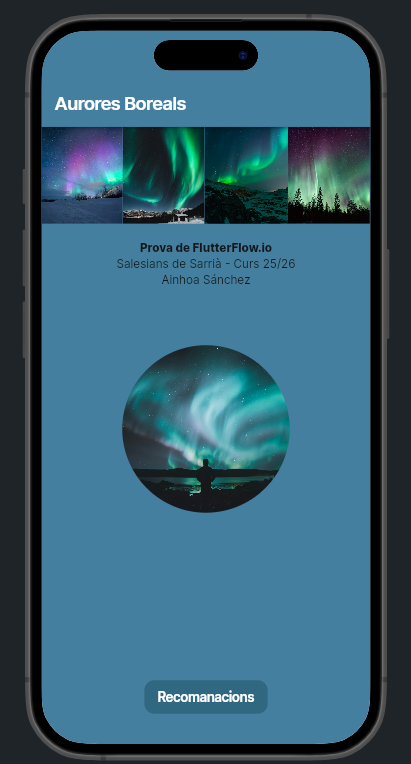 Aurores Boreals
Prova de FlutterFlow.io
Salesians de Sarrià - Curs 25/26
Ainhoa Sánchez
Recomanacions